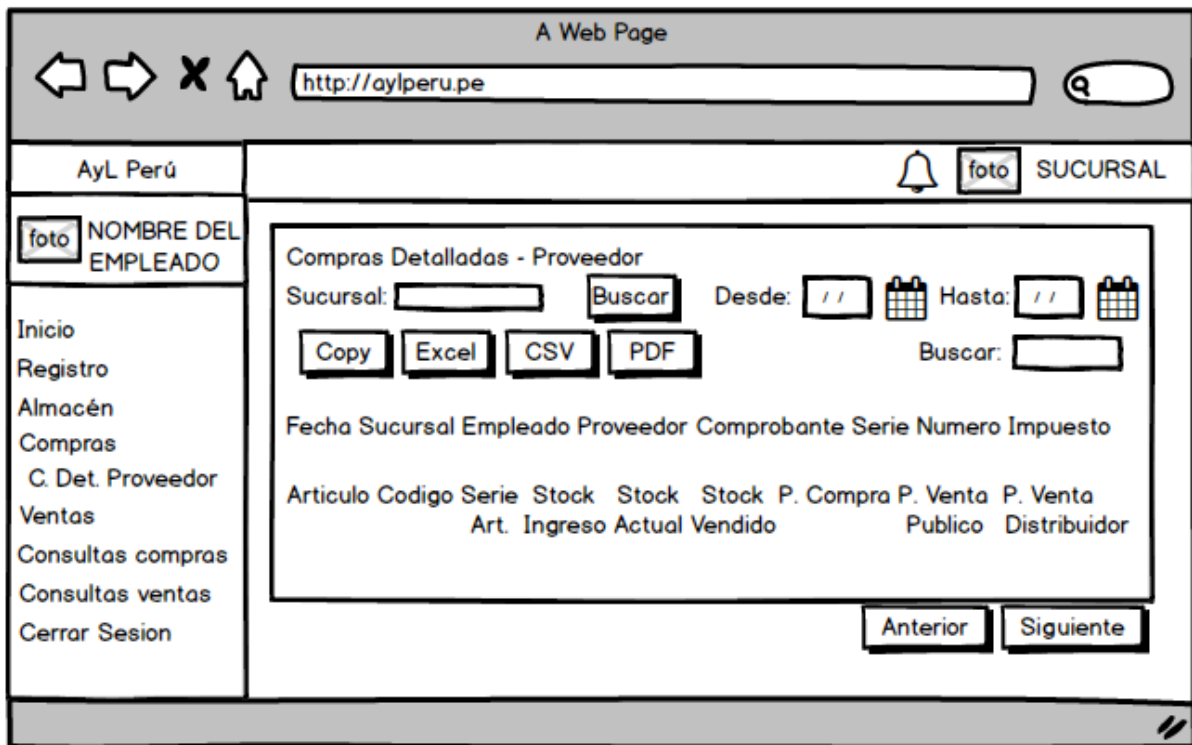 A Web Page
http://aylperu.pe
AyL Perú
foto SUCURSAL
foto NOMBRE DEL
EMPLEADO
Inicio
Registro
Almacén
Compras
C. Det. Proveedor
Ventas
Consultas compras
Consultas ventas
Cerrar Sesion
Compras Detalladas - Proveedor
Sucursal: Buscar Desde: / / Hasta: / /
Copy Excel CSV PDF Buscar:
Fecha Sucursal Empleado Proveedor Comprobante Serie Numero Impuesto
Articulo Codigo Serie Stock Stock Stock P. Compra P. Venta P. Venta
Art. Ingreso Actual Vendido Publico Distribuidor
Anterior Siguiente